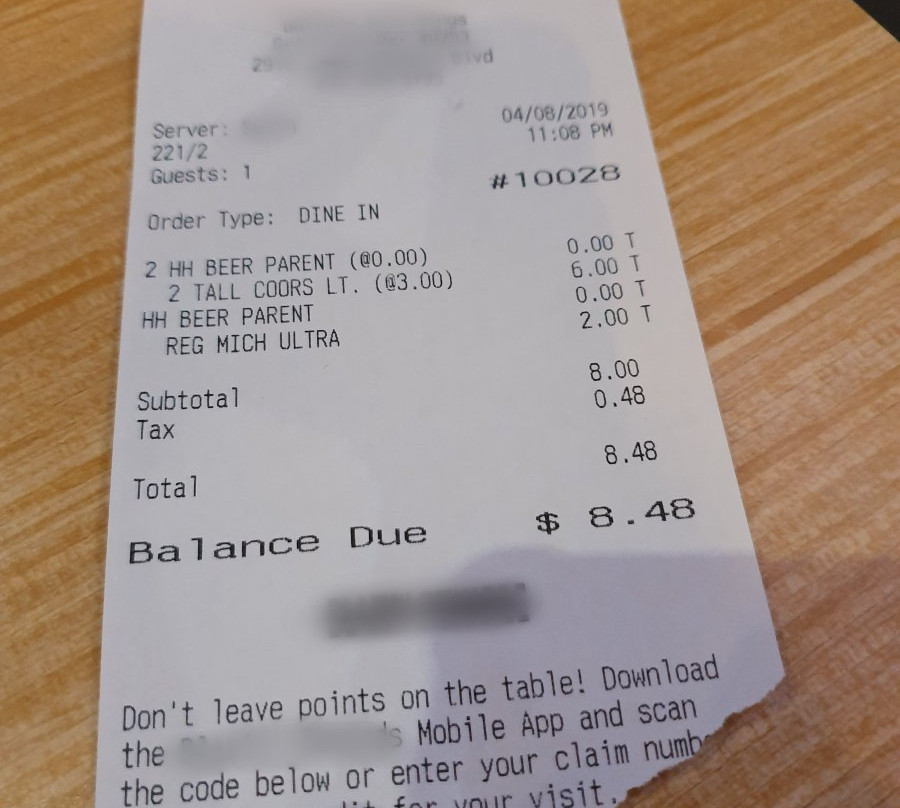 Server:
04/08/2019
221/2
11:08 PM
Guests: 1
#10028
Order Type: DINE IN
2 HH BEER PARENT (@0.00) 0.00 T
2 TALL COORS LT. (@3.00) 6.00 T
HH BEER PARENT 0.00 T
REG MICH ULTRA 2.00 T
Subtotal 8.00
Tax 0.48
Total 8.48
Balance Due $ 8.48
Don't leave points on the table! Download
the 's Mobile App and scan
the code below or enter your claim
for your visit.